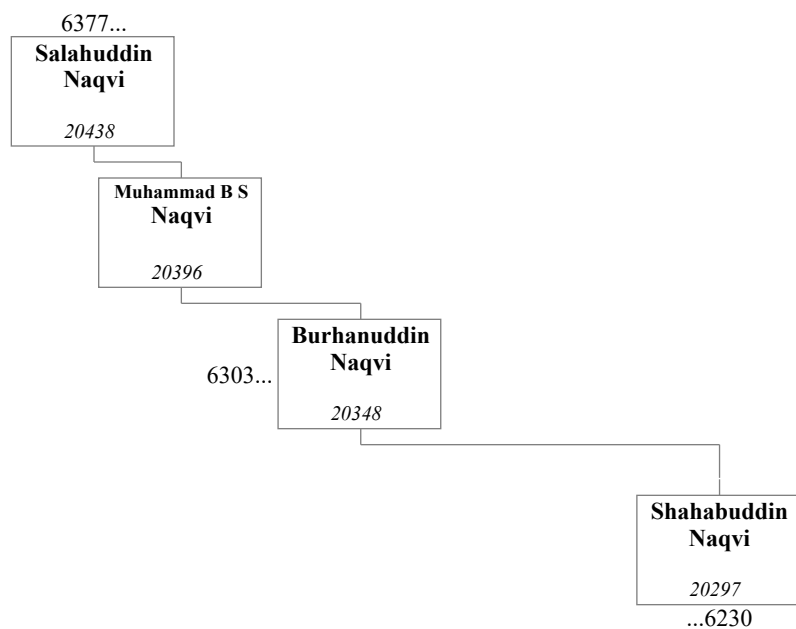 6377...
Salahuddin
Naqvi
20438
Muhammad B S
Naqvi
20396
Burhanuddin
Naqvi
6303...
20348
Shahabuddin
Naqvi
20297
...6230